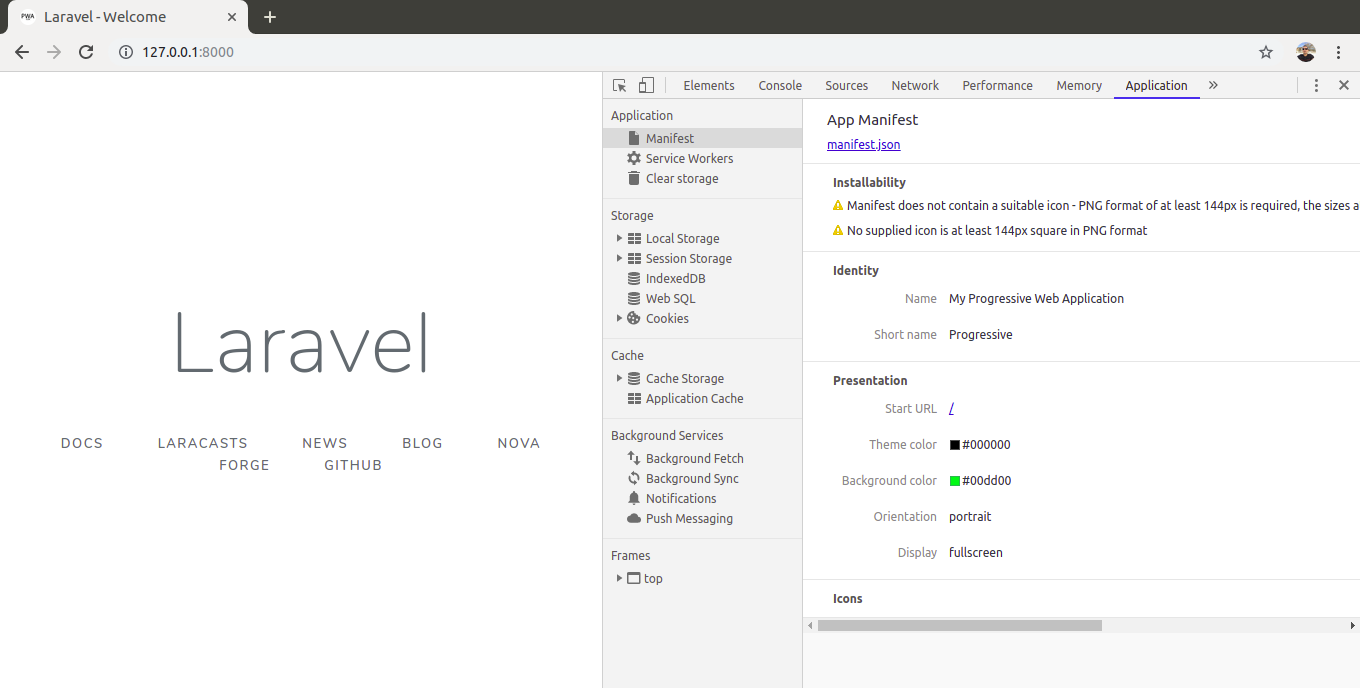 PWA Laravel - Welcome
127.0.0.1:8000
Elements Console Sources Network Performance Memory Application
Laravel
DOCS LARACASTS NEWS BLOG NOVA
FORGE GITHUB
Application
Manifest
Service Workers
Clear storage
Storage
Local Storage
Session Storage
IndexedDB
Web SQL
Cookies
Cache
Cache Storage
Application Cache
Background Services
Background Fetch
Background Sync
Notifications
Push Messaging
Frames
top
App Manifest
manifest.json
Installability
Manifest does not contain a suitable icon - PNG format of at least 144px is required, the sizes a
No supplied icon is at least 144px square in PNG format
Identity
Name My Progressive Web Application
Short name Progressive
Presentation
Start URL /
Theme color #000000
Background color #00dd00
Orientation portrait
Display fullscreen
Icons